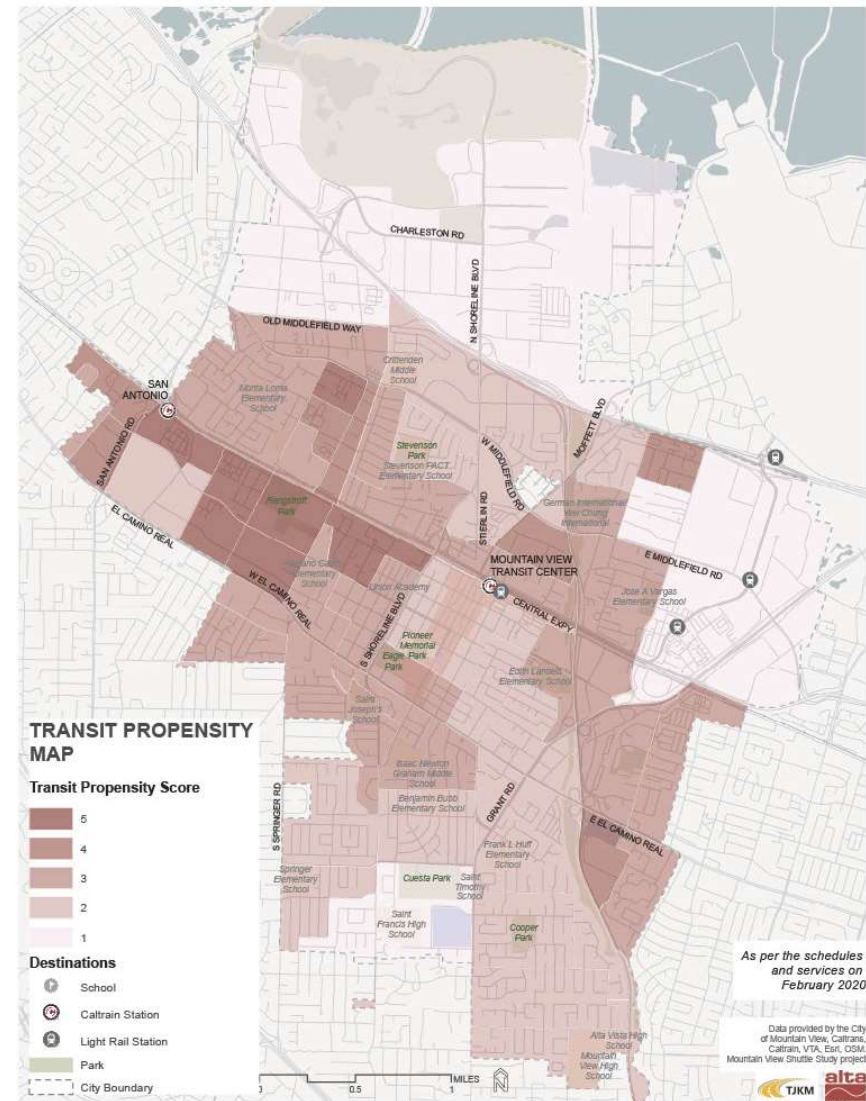 CHARLESTON RD
N SHORELINE BLVD
OLD MIDDLEFIELD WAY
Crittenden
Middle
School
SAN
ANTONIO
Monta Loma
Elementary
School
MOFFETT BLVD
SAN ANTONIO RD
Stevenson
Park
Stevenson PACT
Elementary School
W MIDDLEFIELD
RD
Rengstorff
Park
STIERLIN RD
German International
Yew Chung
International
EL CAMINO REAL
E MIDDLEFIELD RD
MOUNTAIN VIEW
TRANSIT CENTER
Elementary
School
W EL CAMINO REAL
Union Academy
CENTRAL EXPY
Jose A Vargas
Elementary School
S SHORELINE BLVD
Pioneer
Memorial
Eagle Park
Park
Edith Landels
Elementary School
Saint
Joseph's
School
TRANSIT PROPENSITY
MAP
Isaac Newton
Graham Middle
School
Transit Propensity Score
Benjamin Bubb
Elementary School
GRANT RD
E EL CAMINO REAL
S SPRINGER RD
5
4
3
2
1
Frank L Huff
Elementary
School
Springer
Elementary
School
Cuesta Park
Saint
Timothy
School
Saint
Francis High
School
Cooper
Park
Destinations
School
Caltrain Station
Light Rail Station
Park
City Boundary
As per the schedules
and services on
February 2020
Alta Vista High
School
Mountain
View High
School
Data provided by the City
of Mountain View, Caltrans,
Caltrain, VTA, Esri, OSM.
Mountain View Shuttle Study project
0.5
1
MILES
N
TJKM
alta